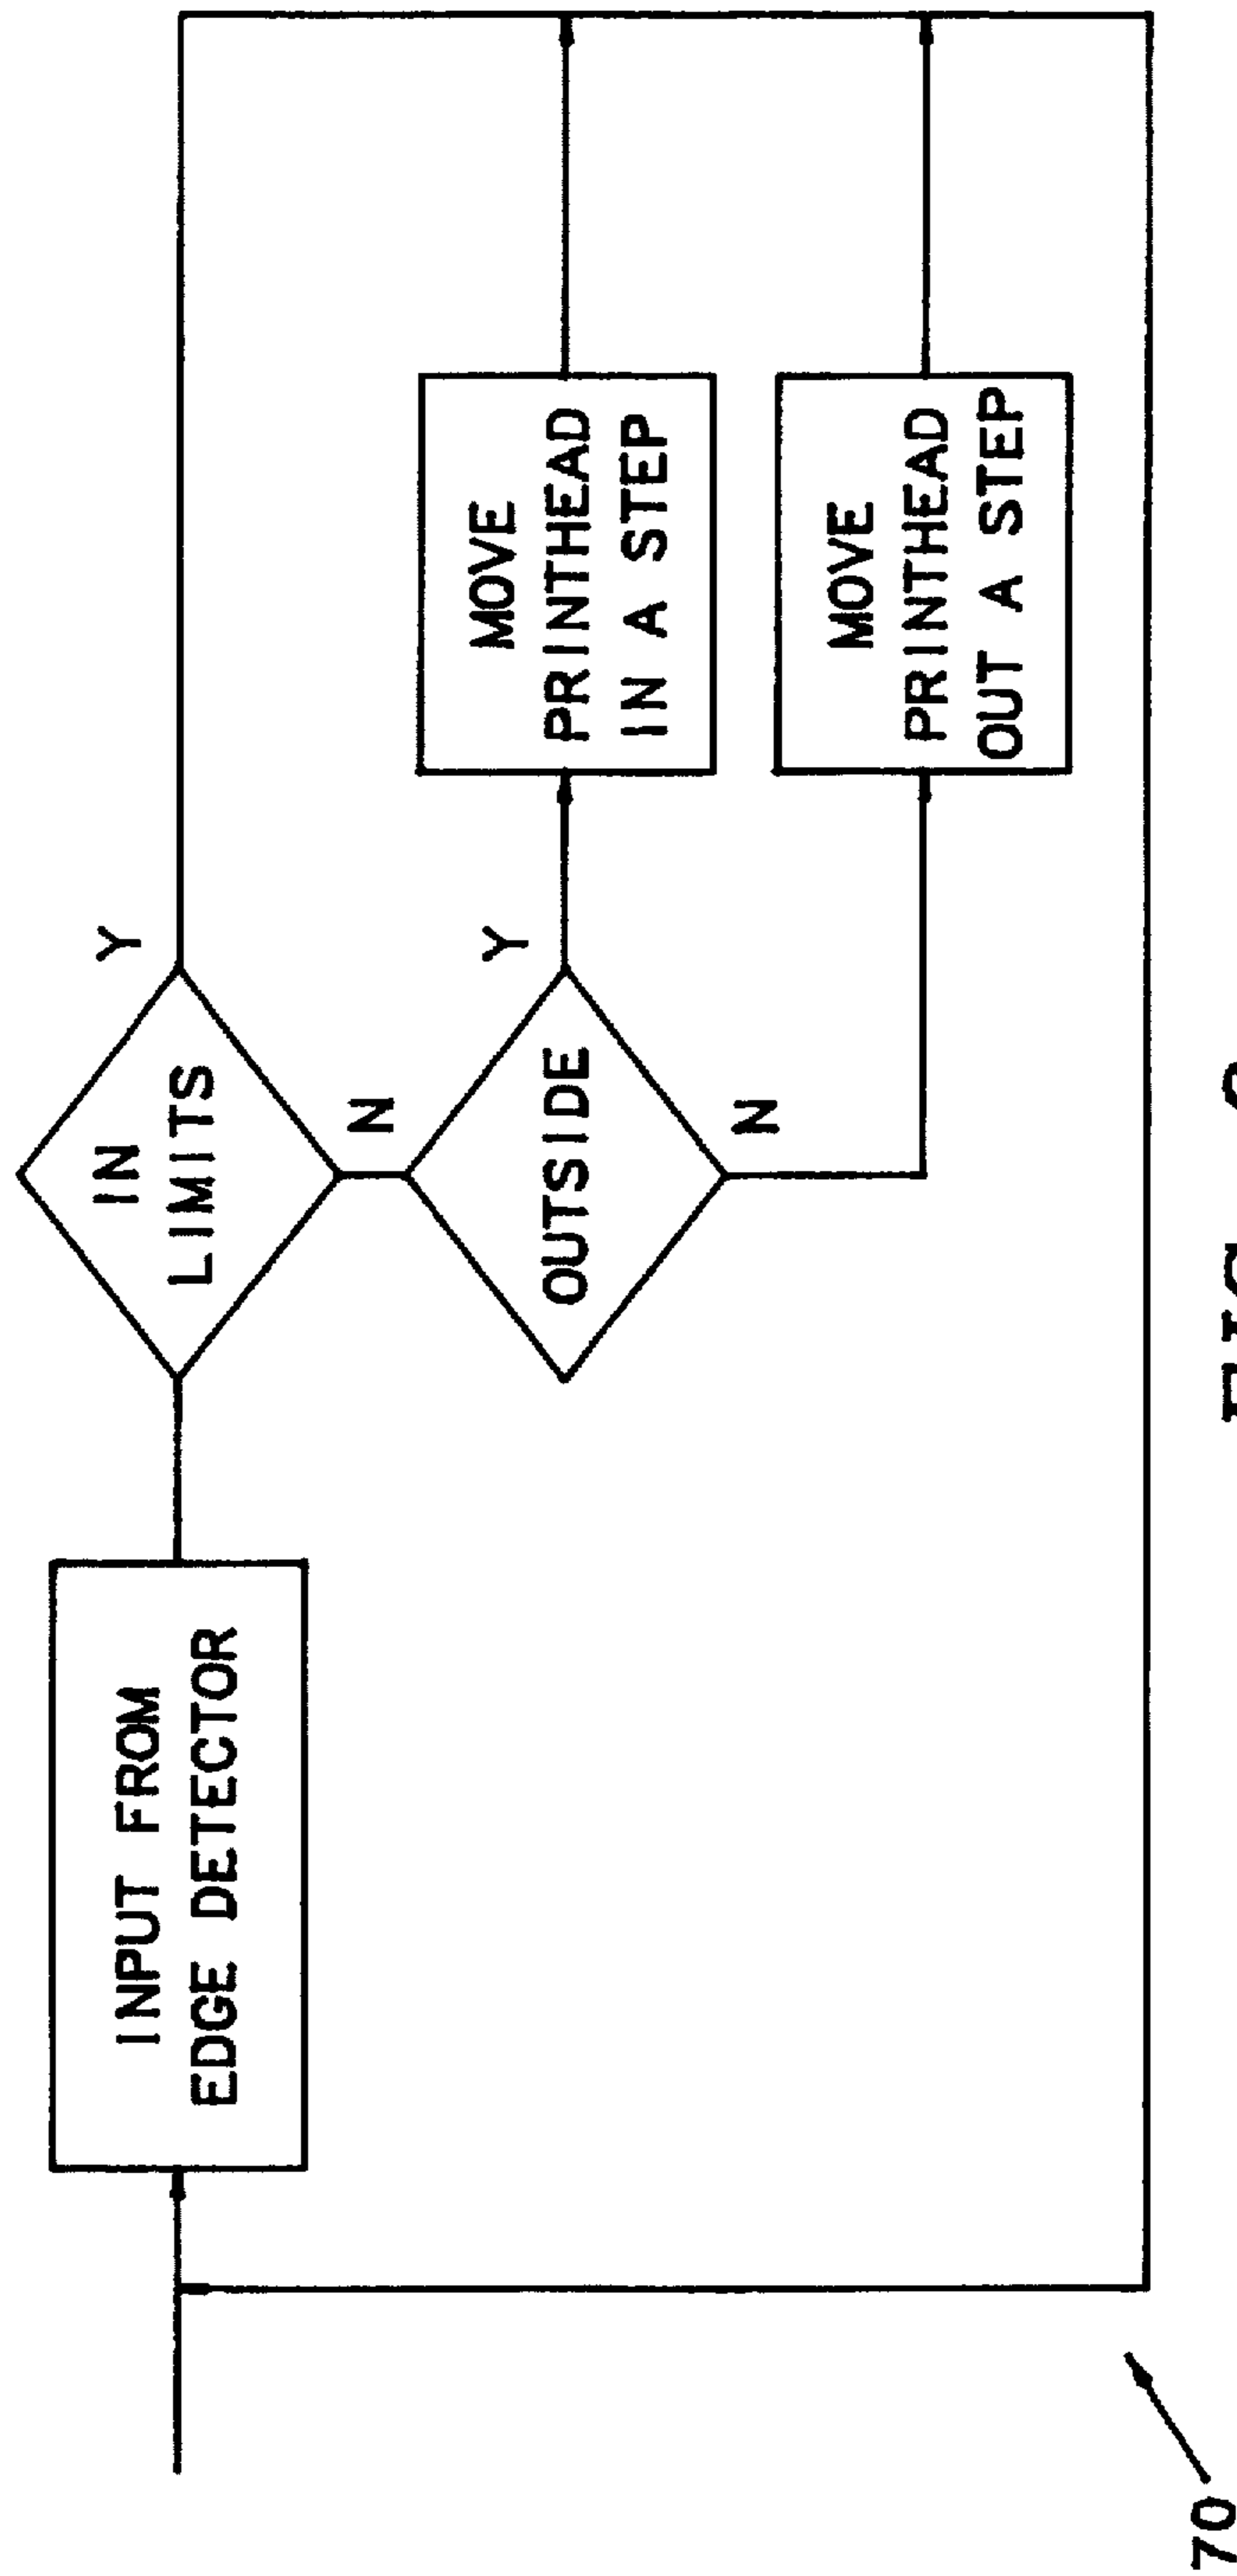 INPUT FROM
EDGE DETECTOR
IN
LIMITS
Y
N
OUTSIDE
Y
N
MOVE
PRINTHEAD
IN A STEP
MOVE
PRINTHEAD
OUT A STEP
70